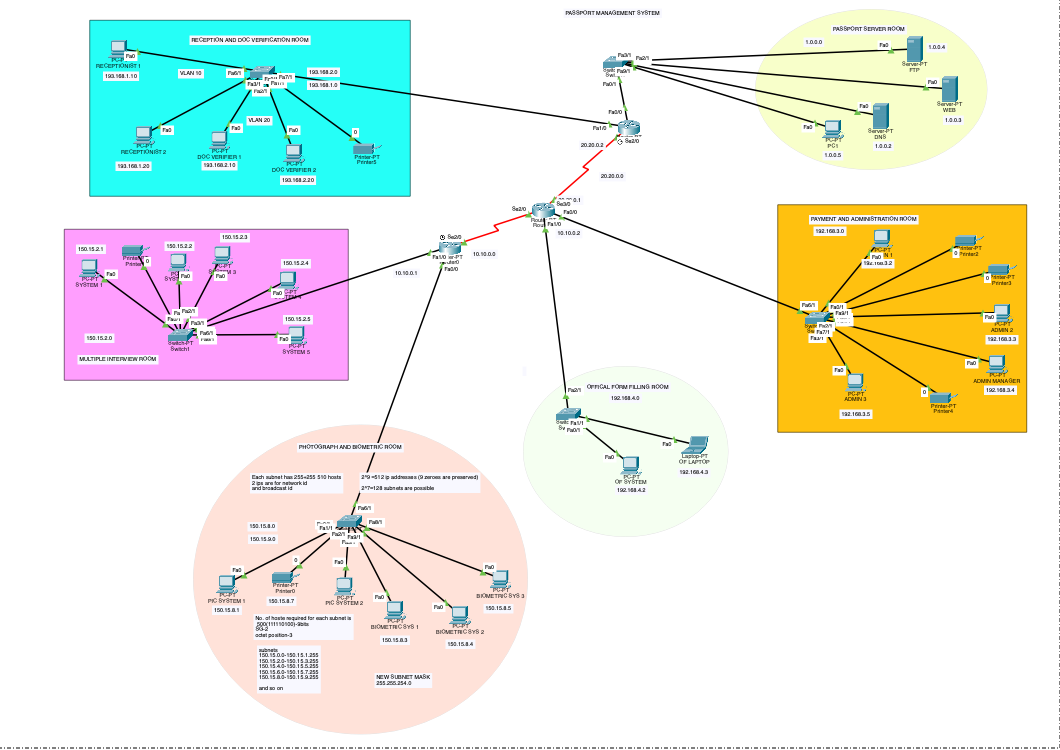 PASSPORT MANAGEMENT SYSTEM
RECEPTION AND DOC VERIFICATION ROOM
Fa0
PC-PT
RECEPTIONIST 1
193.168.1.10
VLAN 10
Fa6/1
Fa7/1
193.168.2.0
193.168.1.0
Fa3/1
Fa2/1
VLAN 20
Fa0
PC-PT
RECEPTIONIST 2
193.168.1.20
Fa0
PC-PT
DOC VERIFIER 1
193.168.2.10
Fa0
PC-PT
DOC VERIFIER 2
193.168.2.20
0
Printer-PT
Printer5
PASSPORT SERVER ROOM
1.0.0.0
Fa0
1.0.0.4
Server-PT
FTP
Fa0
Server-PT
WEB
1.0.0.3
Fa0
Server-PT
DNS
1.0.0.2
Fa0
PC-PT
PC1
1.0.0.5
Fa3/1
Fa2/1
Fa9/1
Fa0/1
Fa0/0
Fa1/0
Se2/0
20.20.0.2
20.20.0.0
Se2/0
Se3/0
Fa0/0
Fa1/0
10.10.0.2
Se2/0
Fa1/0
Fa0/0
10.10.0.1
10.10.0.0
MULTIPLE INTERVIEW ROOM
150.15.2.0
150.15.2.1
Fa0
PC-PT
SYSTEM 1
0
150.15.2.2
Fa0
150.15.2.3
Fa0
150.15.2.4
Fa0
150.15.2.5
Fa0
PC-PT
SYSTEM 5
Fa2/1
Fa3/1
Fa6/1
Switch-PT
Switch1
PAYMENT AND ADMINISTRATION ROOM
192.168.3.0
PC-PT
Fa0
192.168.3.2
0
Printer-PT
Printer2
0
Printer-PT
Printer3
Fa0
PC-PT
ADMIN 2
192.168.3.3
Fa0
PC-PT
ADMIN MANAGER
192.168.3.4
0
Printer-PT
Printer4
Fa0
PC-PT
ADMIN 3
192.168.3.5
Fa6/1
Fa0/1
Fa9/1
Fa2/1
Fa7/1
OFFICAL FORM FILLING ROOM
192.168.4.0
Fa2/1
Fa1/1
Fa0/1
Fa0
Laptop-PT
OF LAPTOP
192.168.4.3
Fa0
PC-PT
OF SYSTEM
192.168.4.2
PHOTOGRAPH AND BIOMETRIC ROOM
Each subnet has 255+255 510 hosts
2 ips are for network id
and broadcast id
2^9 =512 ip addresses (9 zeroes are preserved)
2^7=128 subnets are possible
Fa6/1
Fa1/1
Fa8/1
Fa2/1
Fa9/1
150.15.8.0
150.15.9.0
Fa0
PC-PT
PIC SYSTEM 1
150.15.8.1
0
Printer-PT
Printer0
150.15.8.7
Fa0
PC-PT
PIC SYSTEM 2
Fa0
PC-PT
BIOMETRIC SYS 1
150.15.8.3
Fa0
PC-PT
BIOMETRIC SYS 2
150.15.8.4
Fa0
PC-PT
BIOMETRIC SYS 3
150.15.8.5
No. of hosts required for each subnet is
500(111110100)-9bits
SG-2
octet position-3
subnets
150.15.0.0-150.15.1.255
150.15.2.0-150.15.3.255
150.15.4.0-150.15.5.255
150.15.6.0-150.15.7.255
150.15.8.0-150.15.9.255
and so on
NEW SUBNET MASK
255.255.254.0